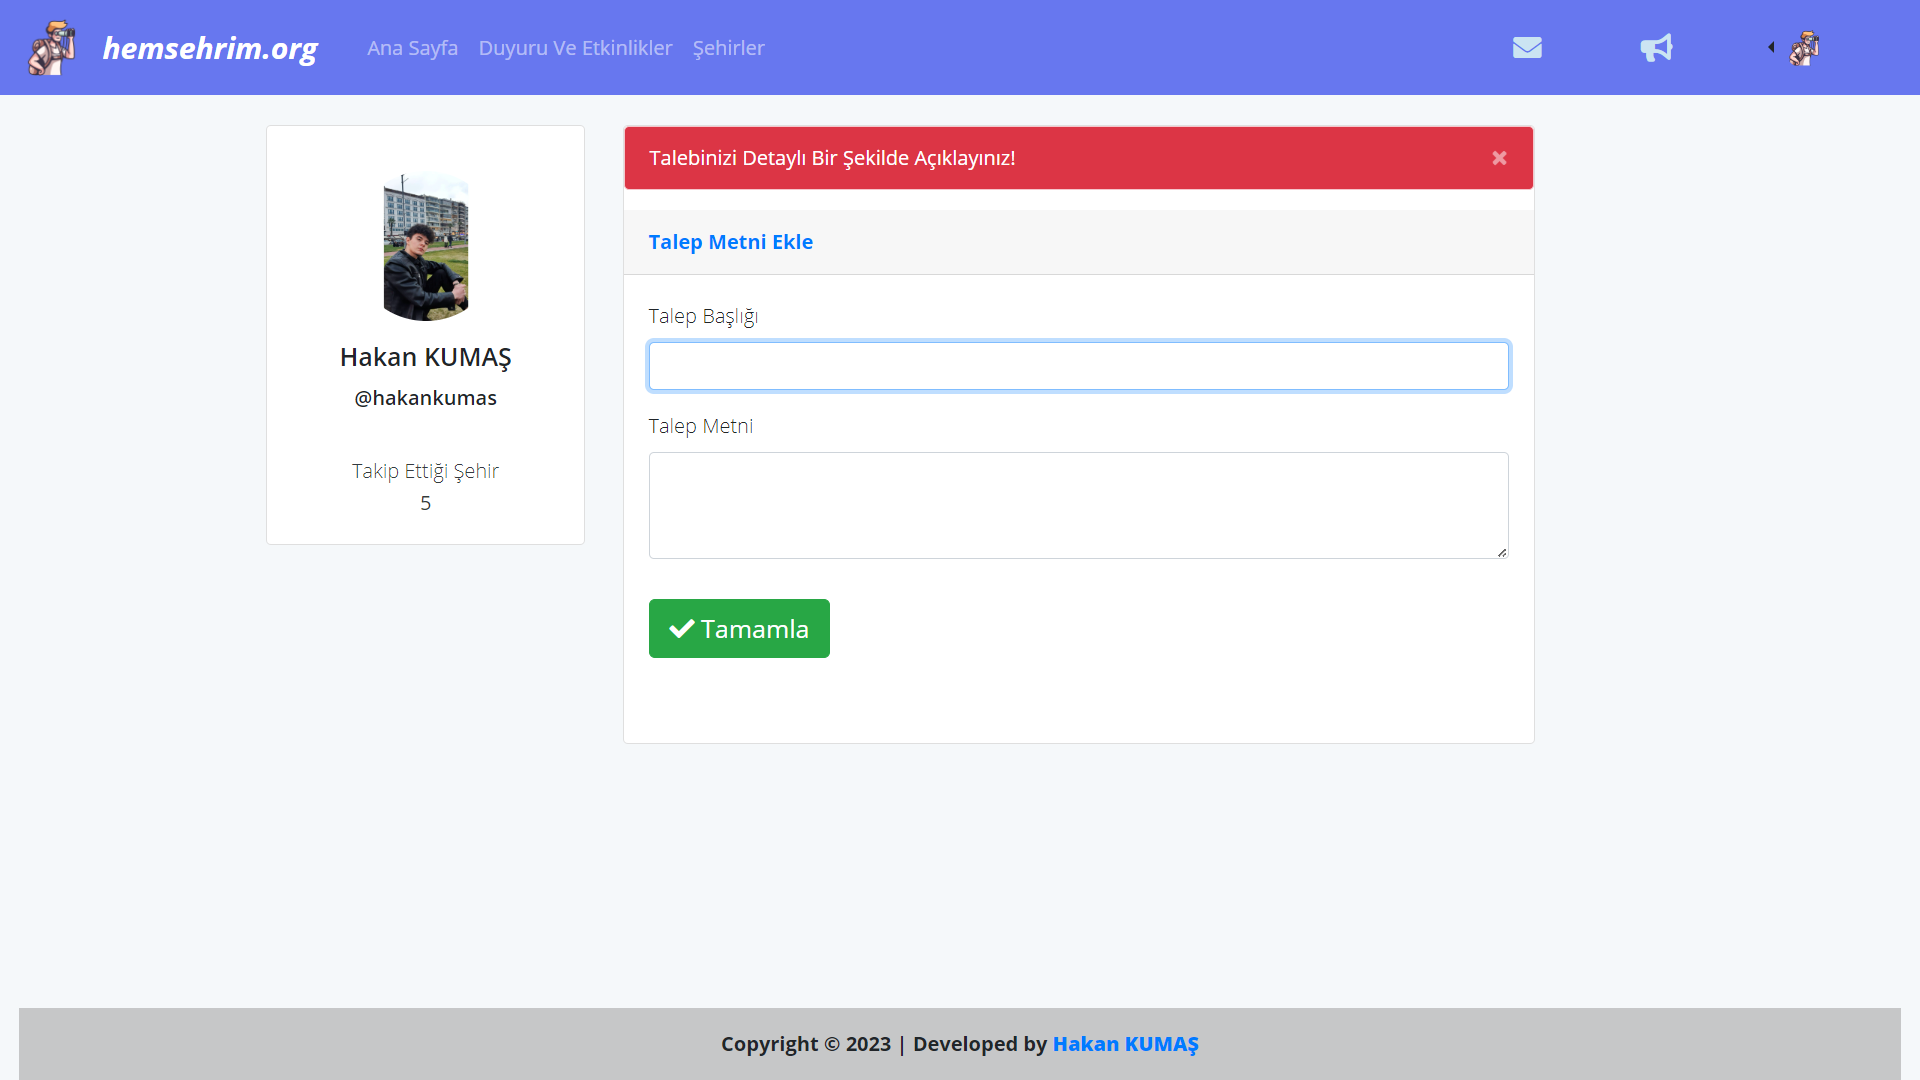 hemsehrim.org
Ana Sayfa
Duyuru Ve Etkinlikler
Şehirler
Hakan KUMAŞ
@hakankumas
Takip Ettiği Şehir
5
Talebinizi Detaylı Bir Şekilde Açıklayınız!
Talep Metni Ekle
Talep Başlığı
Talep Metni
Tamamla
Copyright © 2023 | Developed by Hakan KUMAŞ